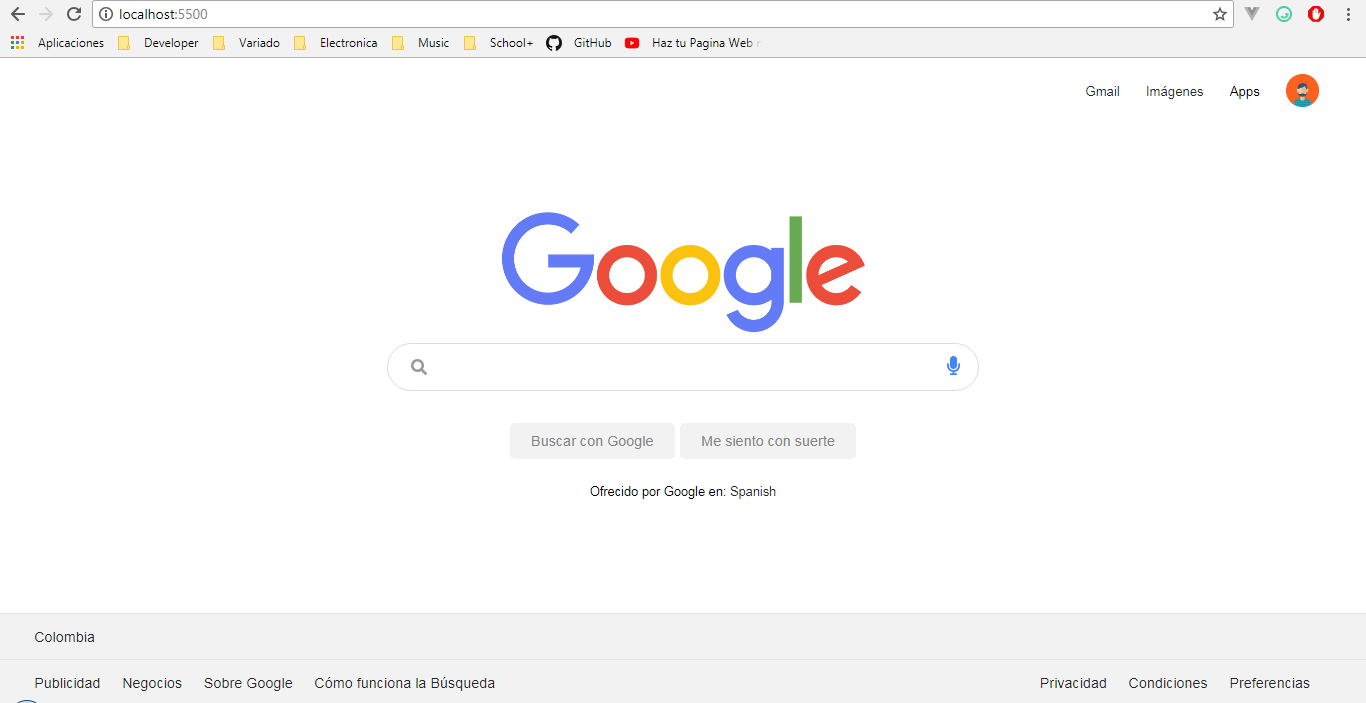 localhost:5500
Aplicaciones Developer Variado Electronica Music School+ GitHub Haz tu Pagina Web
Gmail Imágenes Apps
Google
Buscar con Google Me siento con suerte
Ofrecido por Google en: Spanish
Colombia
Publicidad Negocios Sobre Google Cómo funciona la Búsqueda Privacidad Condiciones Preferencias